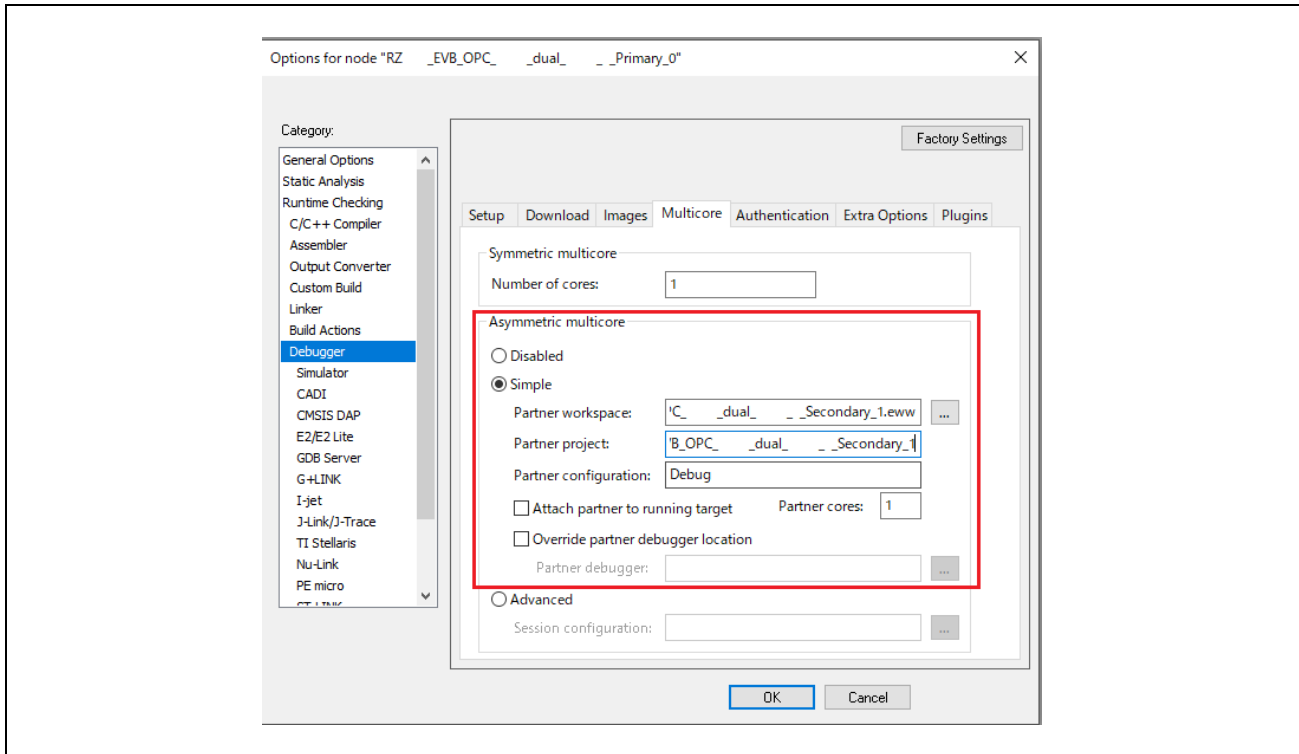 Options for node "RZ _EVB_OPC_ _dual_ _ _Primary_0"
Category:
Factory Settings
General Options
Static Analysis
Runtime Checking
C/C++ Compiler
Assembler
Output Converter
Custom Build
Linker
Build Actions
Debugger
Simulator
CADI
CMSIS DAP
E2/E2 Lite
GDB Server
G+LINK
I-jet
J-Link/J-Trace
TI Stellaris
Nu-Link
PE micro
Setup Download Images Multicore Authentication Extra Options Plugins
Symmetric multicore
Number of cores: 1
Asymmetric multicore
Disabled
Simple
Partner workspace: 'C_ _dual_ _ _Secondary_1.eww ...
Partner project: 'B_OPC_ _dual_ _ _Secondary_1
Partner configuration: Debug
Attach partner to running target Partner cores: 1
Override partner debugger location
Partner debugger: ...
Advanced
Session configuration: ...
OK Cancel